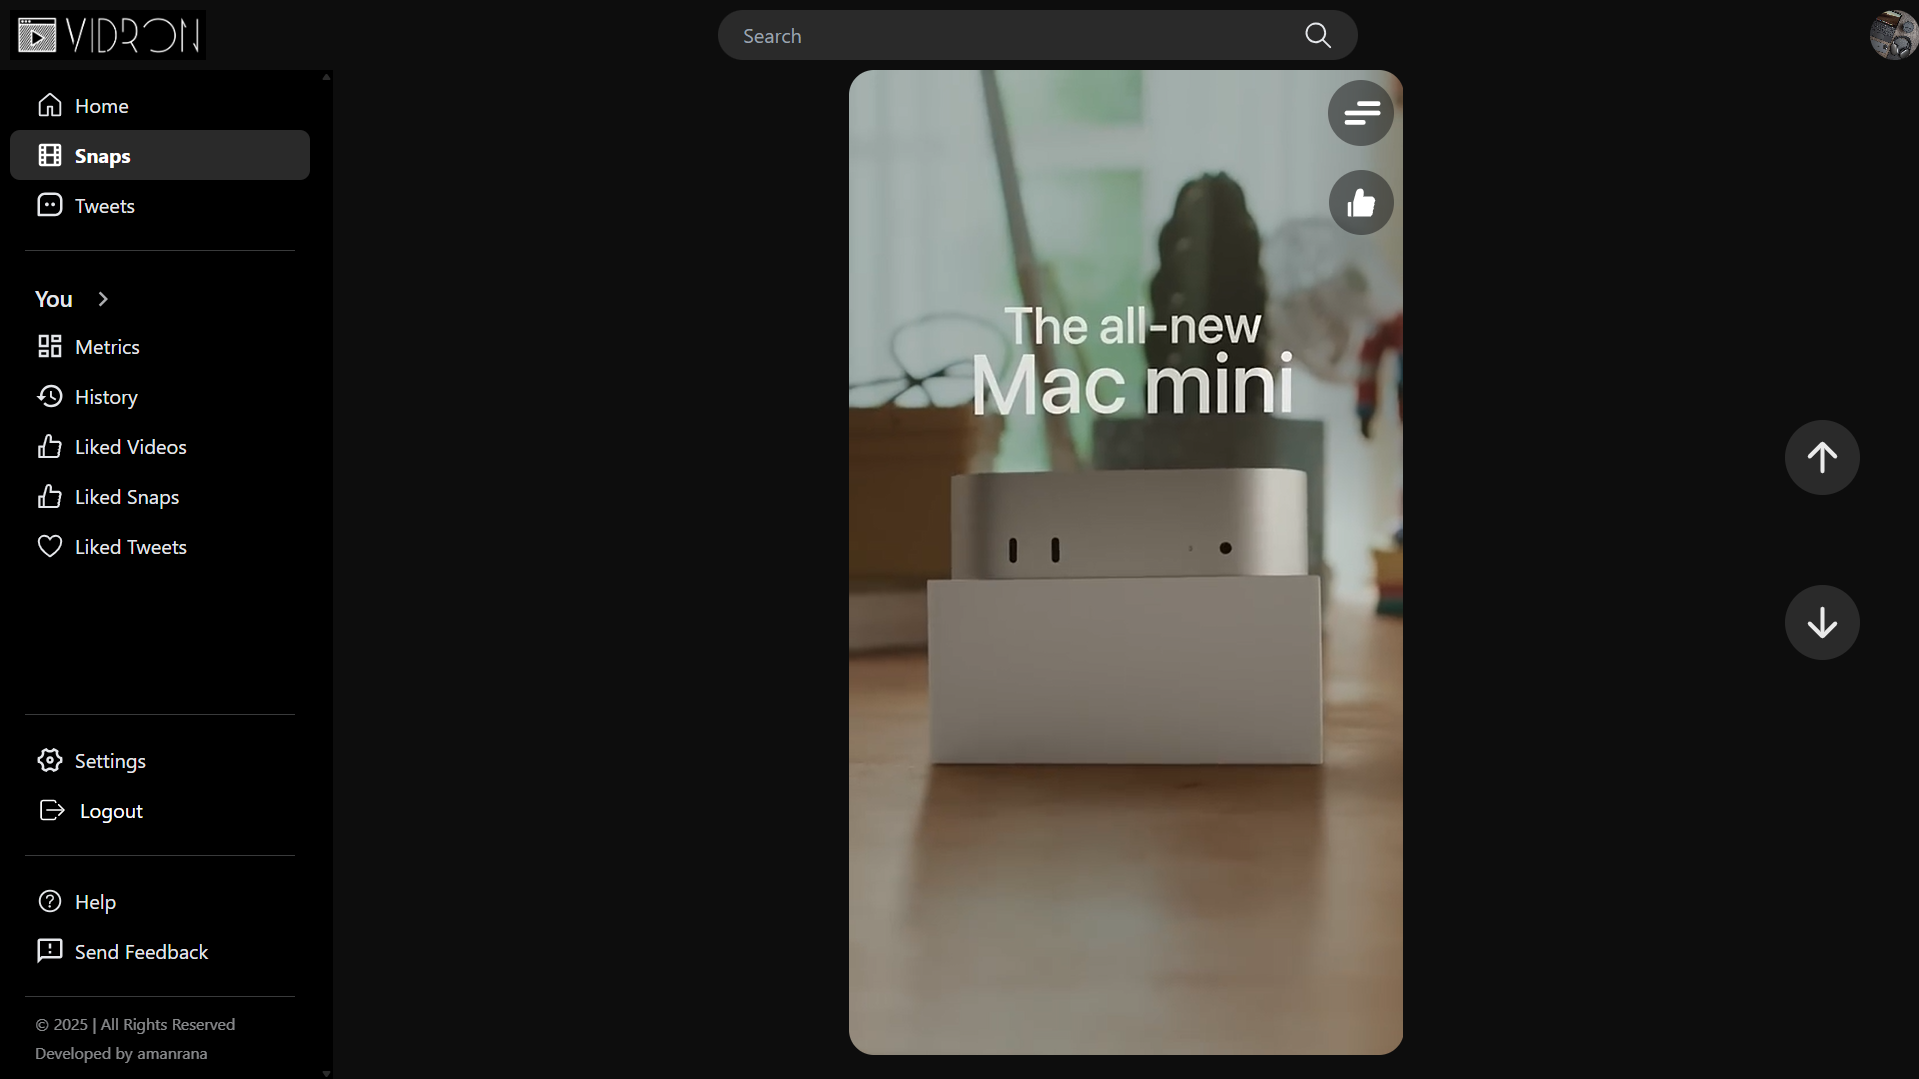 VIDRON
Search
Home
Snaps
Tweets
You
Metrics
History
Liked Videos
Liked Snaps
Liked Tweets
Settings
Logout
Help
Send Feedback
© 2025 | All Rights Reserved
Developed by amanrana
The all-new
Mac mini